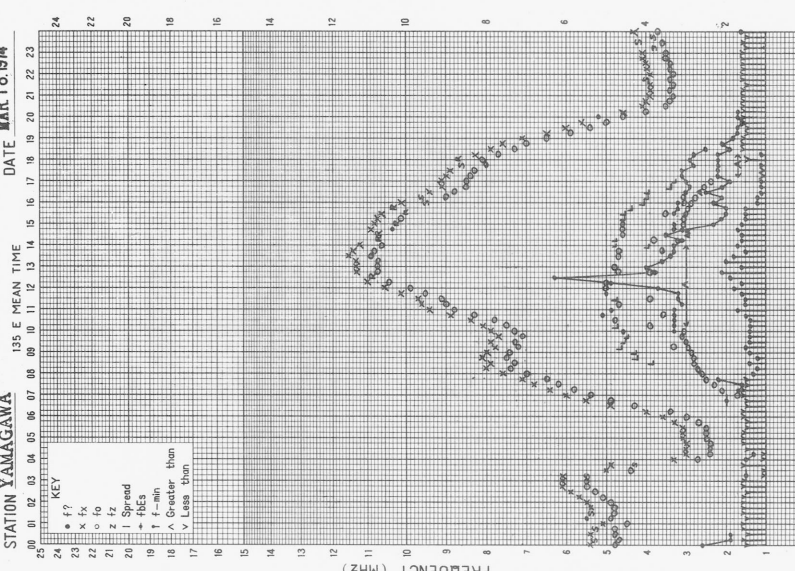 STATION YAMAGAWA 135 E MEAN TIME DATE MAR. 16. 1974
00 01 02 03 04 05 06 07 08 09 10 11 12 13 14 15 16 17 18 19 20 21 22 23
25
24
23
22
21
20
19
18
17
16
15
14
13
12
11
10
9
8
7
6
5
4
3
2
1
24
22
20
18
17
16
14
12
10
8
6
4
2
KEY
f?
x fx
o fo
z fz
Spread
fbEs
f-min
^ Greater than
v Less than
FREQUENCY (MHz)